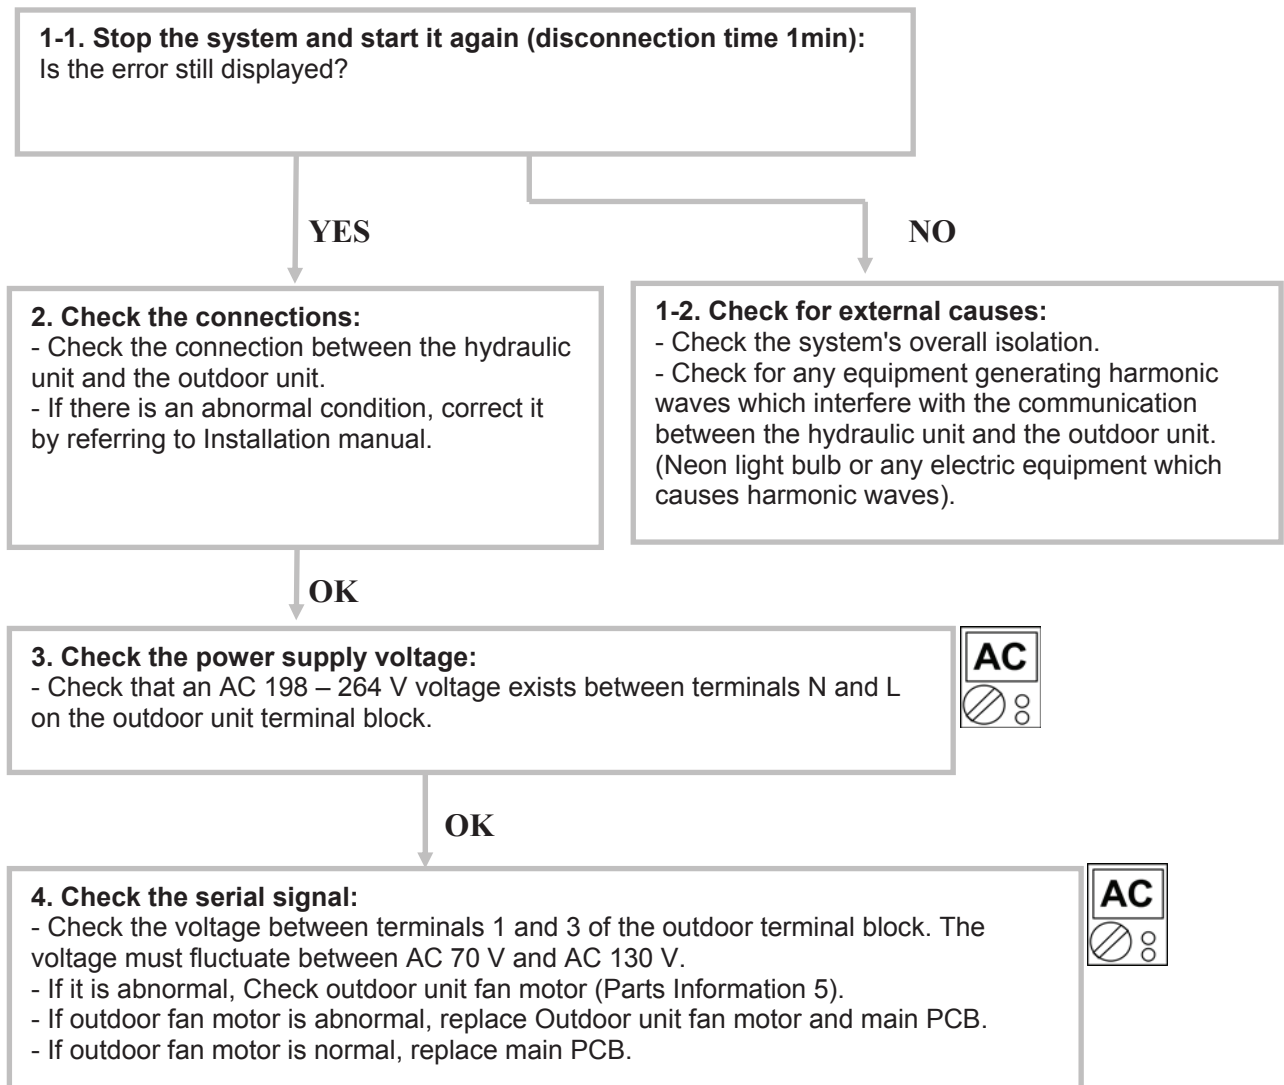 1-1. Stop the system and start it again (disconnection time 1min):
Is the error still displayed?
YES
NO
2. Check the connections:
- Check the connection between the hydraulic
unit and the outdoor unit.
- If there is an abnormal condition, correct it
by referring to Installation manual.
1-2. Check for external causes:
- Check the system's overall isolation.
- Check for any equipment generating harmonic
waves which interfere with the communication
between the hydraulic unit and the outdoor unit.
(Neon light bulb or any electric equipment which
causes harmonic waves).
OK
3. Check the power supply voltage:
- Check that an AC 198 – 264 V voltage exists between terminals N and L
on the outdoor unit terminal block.
AC
OK
4. Check the serial signal:
- Check the voltage between terminals 1 and 3 of the outdoor terminal block. The
voltage must fluctuate between AC 70 V and AC 130 V.
- If it is abnormal, Check outdoor unit fan motor (Parts Information 5).
- If outdoor fan motor is abnormal, replace Outdoor unit fan motor and main PCB.
- If outdoor fan motor is normal, replace main PCB.
AC